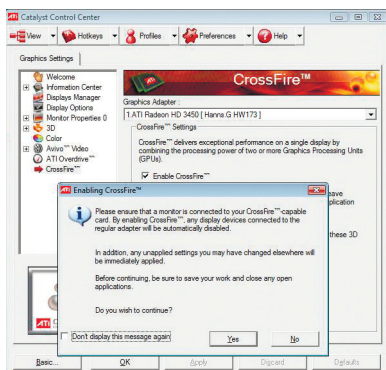 Catalyst Control Center
View
Hotkeys
Profiles
Preferences
Help
Graphics Settings
Welcome
Information Center
Displays Manager
Display Options
Monitor Properties 0
3D
Color
Avivo™ Video
ATI Overdrive™
CrossFire™
CrossFire™
Graphics Adapter :
1.ATI Radeon HD 3450 [ Hanns.G HW173 ]
CrossFire™ Settings
CrossFire™ delivers exceptional performance on a single display by
combining the processing power of two or more Graphics Processing Units
(GPUs).
Enable CrossFire™
ATI Enabling CrossFire™
Please ensure that a monitor is connected to your CrossFire™-capable
card. By enabling CrossFire™, any display devices connected to the
regular adapter will be automatically disabled.
In addition, any unapplied settings you may have changed elsewhere will
be immediately applied.
Before continuing, be sure to save your work and close any open
applications.
Do you wish to continue?
Don't display this message again
Yes
No
these 3D
ATI
Basic...
OK
Apply
Discard
Defaults